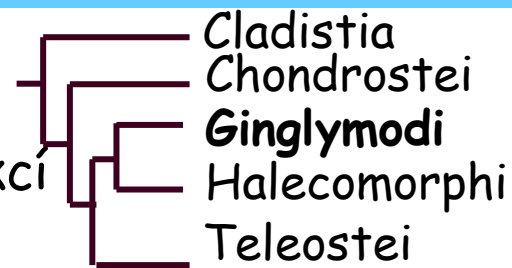 Cladistia
Chondrostei
Ginglymodi
Halecomorphi
Teleostei